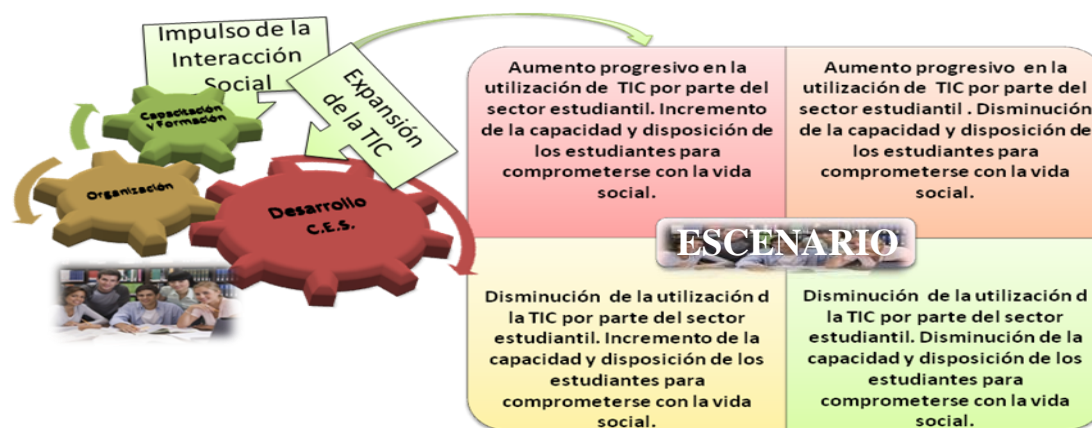 Impulso de la
Interacción
Social
Expansión
de la TIC
Capacitación
y Formación
Organización
Desarrollo
C.E.S.
Aumento progresivo en la
utilización de TIC por parte del
sector estudiantil. Incremento
de la capacidad y disposición de
los estudiantes para
comprometerse con la vida
social.
Aumento progresivo en la
utilización de TIC por parte del
sector estudiantil . Disminución
de la capacidad y disposición de
los estudiantes para
comprometerse con la vida
social.
ESCENARIO
Disminución de la utilización d
la TIC por parte del sector
estudiantil. Incremento de la
capacidad y disposición de los
estudiantes para
comprometerse con la vida
social.
Disminución de la utilización d
la TIC por parte del sector
estudiantil. Disminución de la
capacidad y disposición de los
estudiantes para
comprometerse con la vida
social.